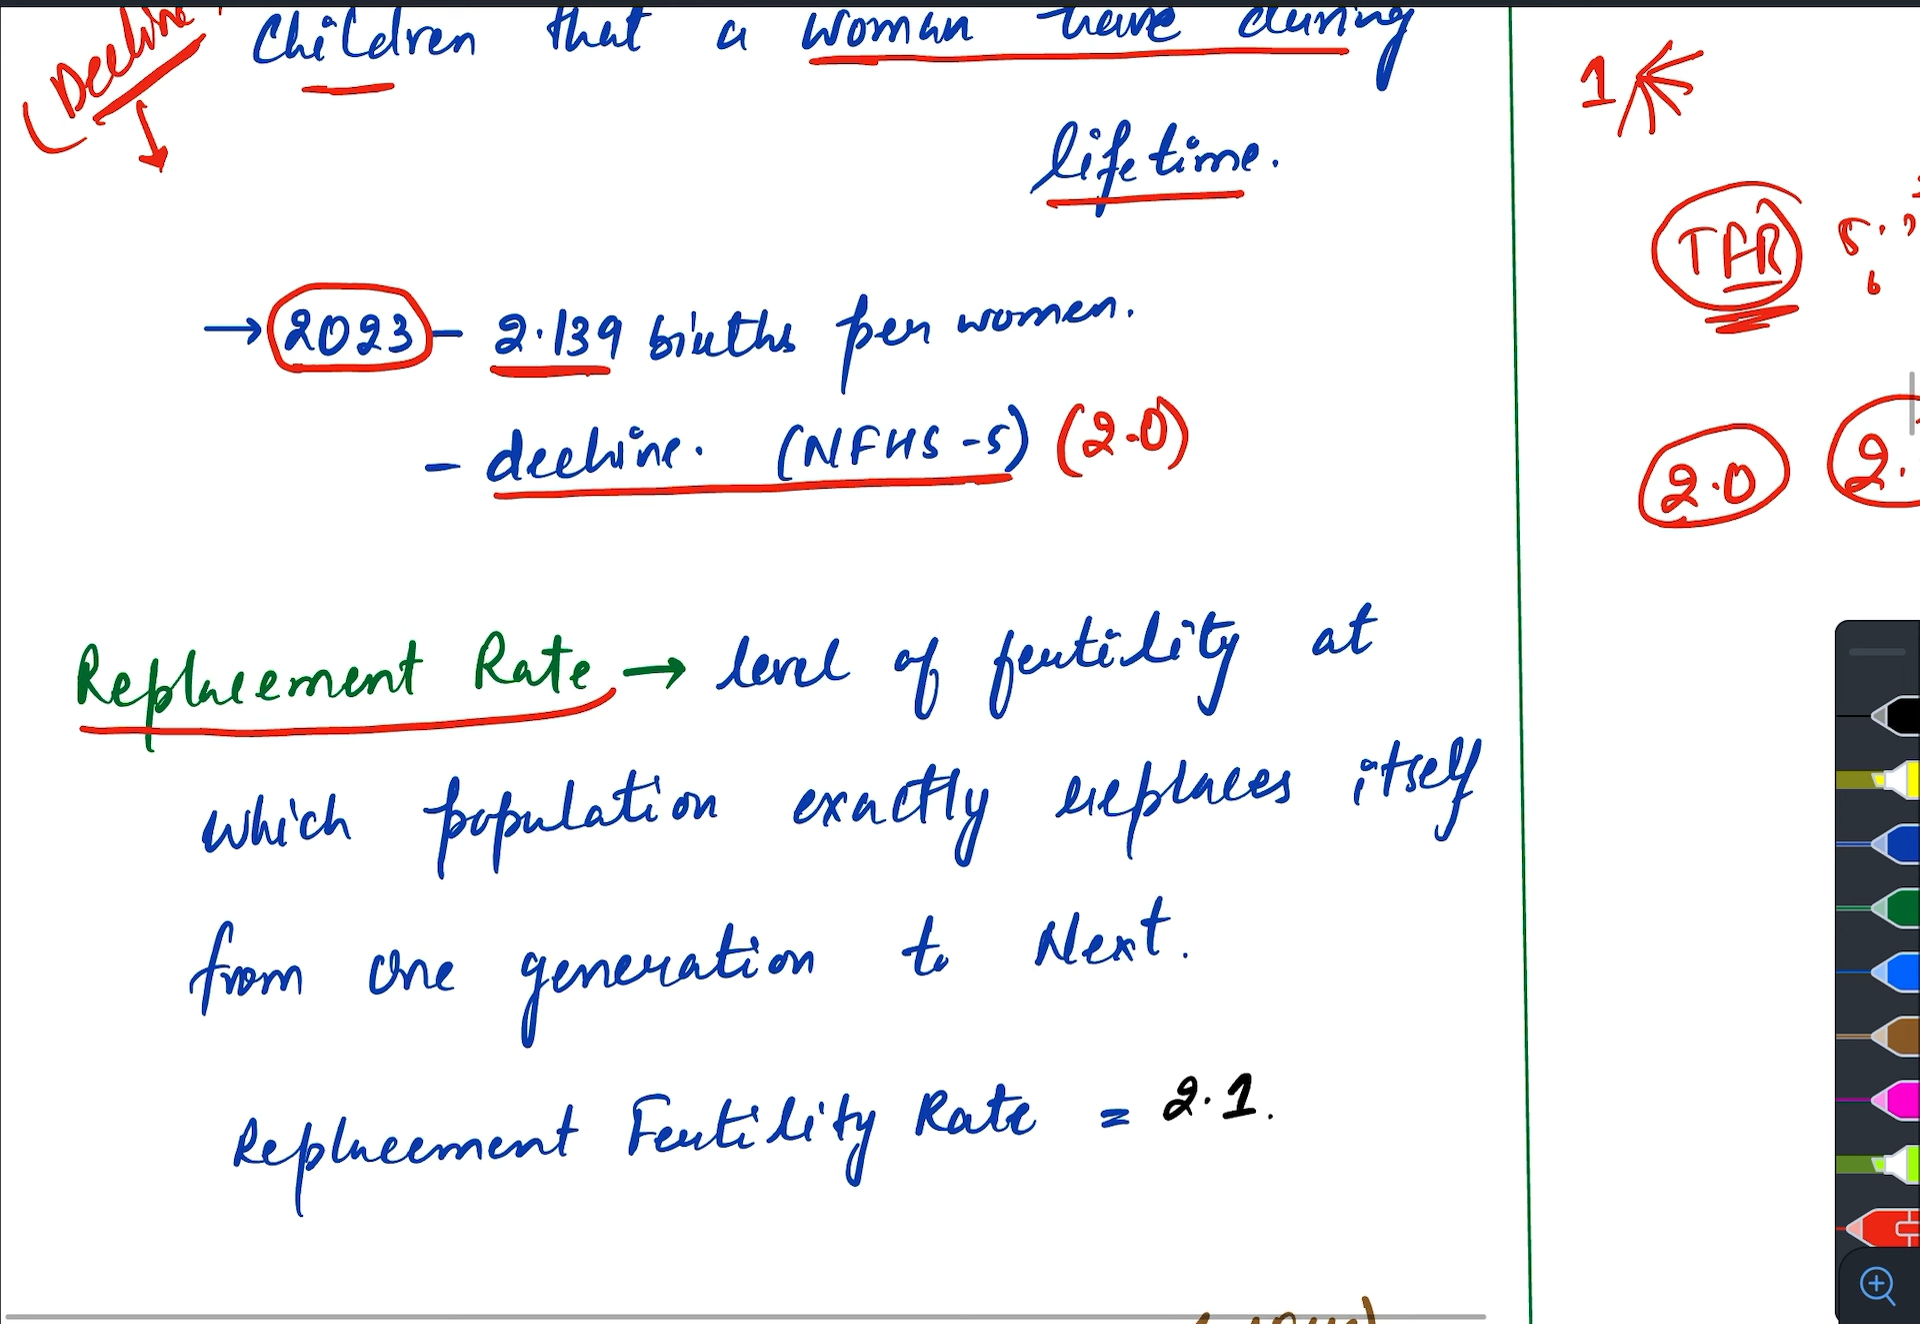 (Decline
Children that a woman have during
lifetime.
→ 2023 - 2.139 births per women.
- decline. (NFHS-5) (2.0)
Replacement Rate → level of fertility at
which population exactly replaces itself
from one generation to Next.
Replacement Fertility Rate = 2.1.
1
TFR
2.0
2.